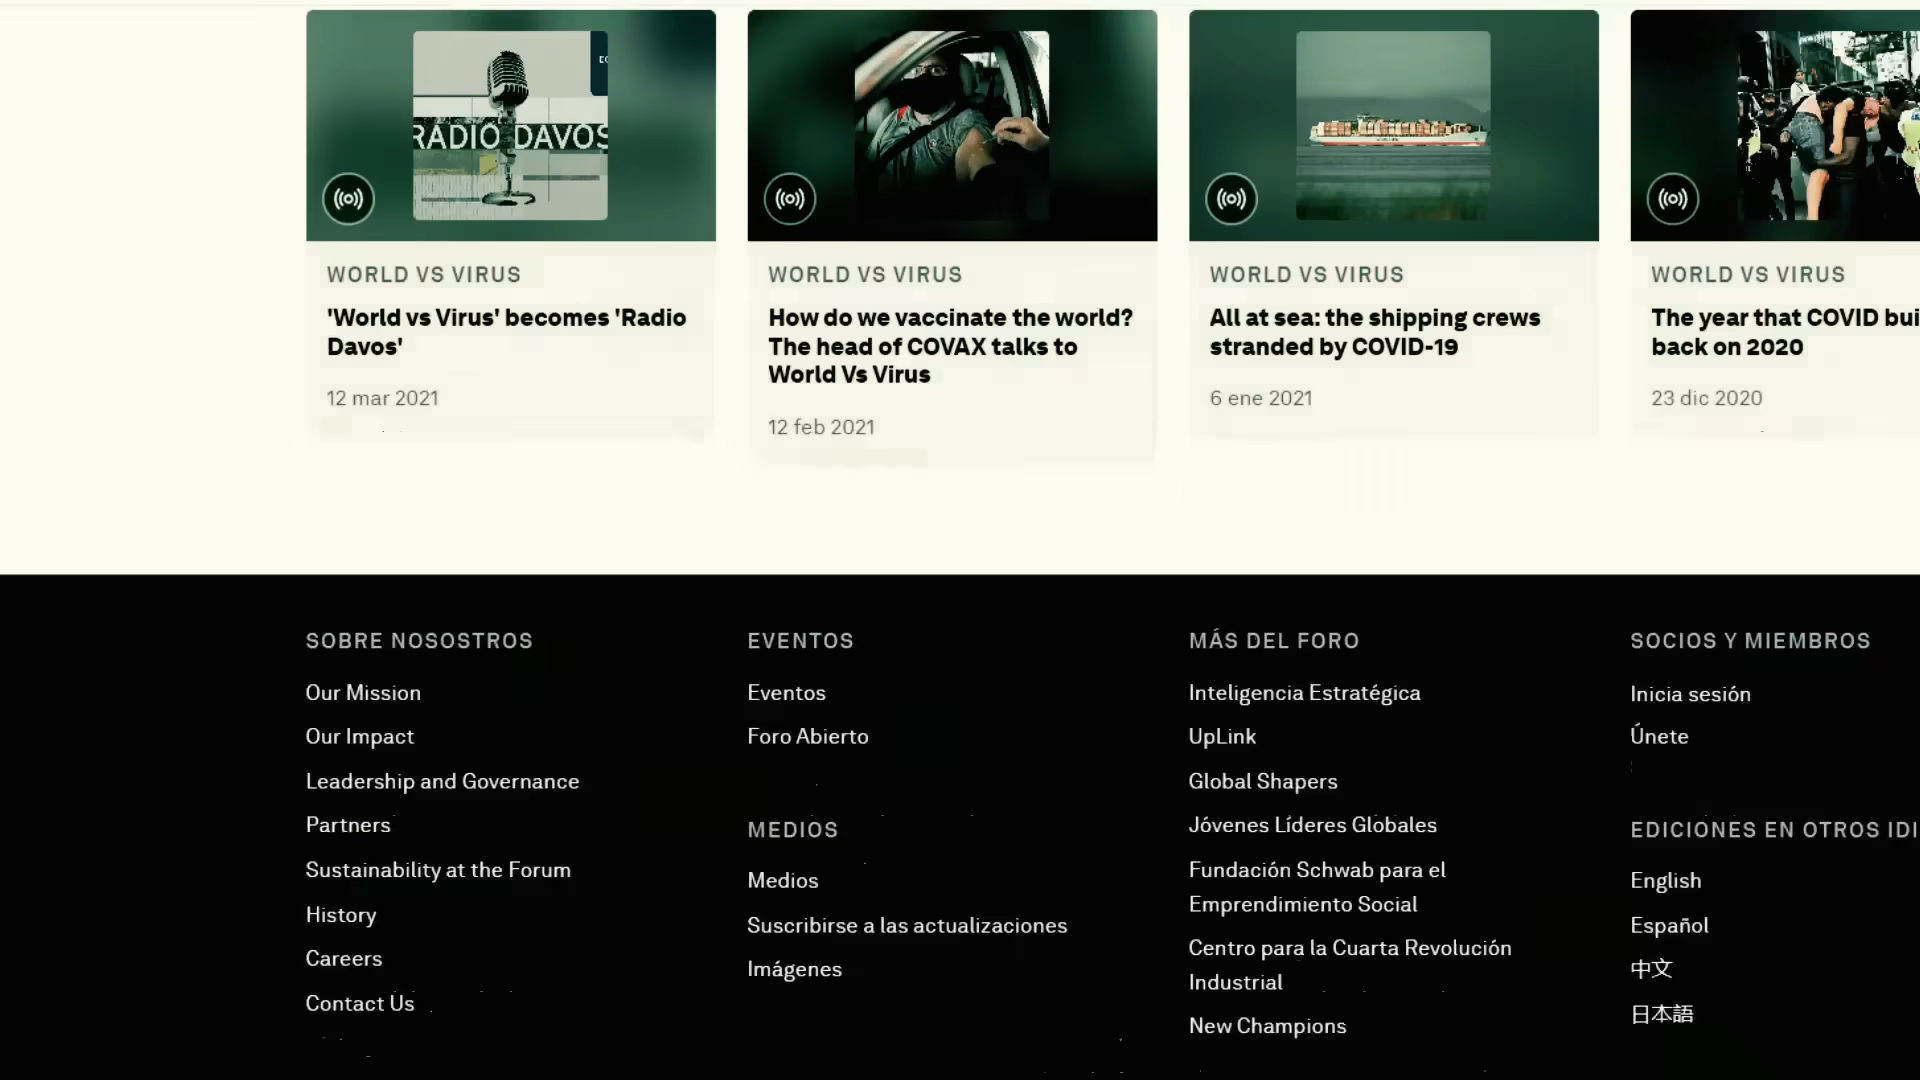 RADIO DAVOS
WORLD VS VIRUS
'World vs Virus' becomes 'Radio
Davos'
12 mar 2021
WORLD VS VIRUS
How do we vaccinate the world?
The head of COVAX talks to
World Vs Virus
12 feb 2021
WORLD VS VIRUS
All at sea: the shipping crews
stranded by COVID-19
6 ene 2021
WORLD VS VIRUS
The year that COVID
back on 2020
23 dic 2020
SOBRE NOSOSTROS
Our Mission
Our Impact
Leadership and Governance
Partners
Sustainability at the Forum
History
Careers
Contact Us
EVENTOS
Eventos
Foro Abierto
MEDIOS
Medios
Suscribirse a las actualizaciones
Imágenes
MÁS DEL FORO
Inteligencia Estratégica
UpLink
Global Shapers
Jóvenes Líderes Globales
Fundación Schwab para el
Emprendimiento Social
Centro para la Cuarta Revolución
Industrial
New Champions
SOCIOS Y MIEMBROS
Inicia sesión
Únete
EDICIONES EN OTROS
English
Español
中文
日本語